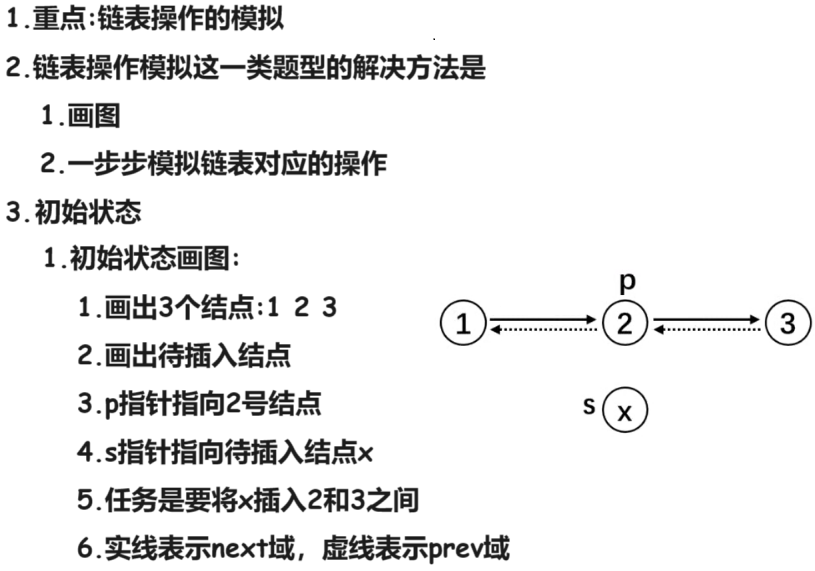 1.重点:链表操作的模拟
2.链表操作模拟这一类题型的解决方法是
1.画图
2.一步步模拟链表对应的操作
3.初始状态
1.初始状态画图:
1.画出3个结点:1 2 3
2.画出待插入结点
3.p指针指向2号结点
4.s指针指向待插入结点x
5.任务是要将x插入2和3之间
6.实线表示next域，虚线表示prev域
p
1 2 3
s x